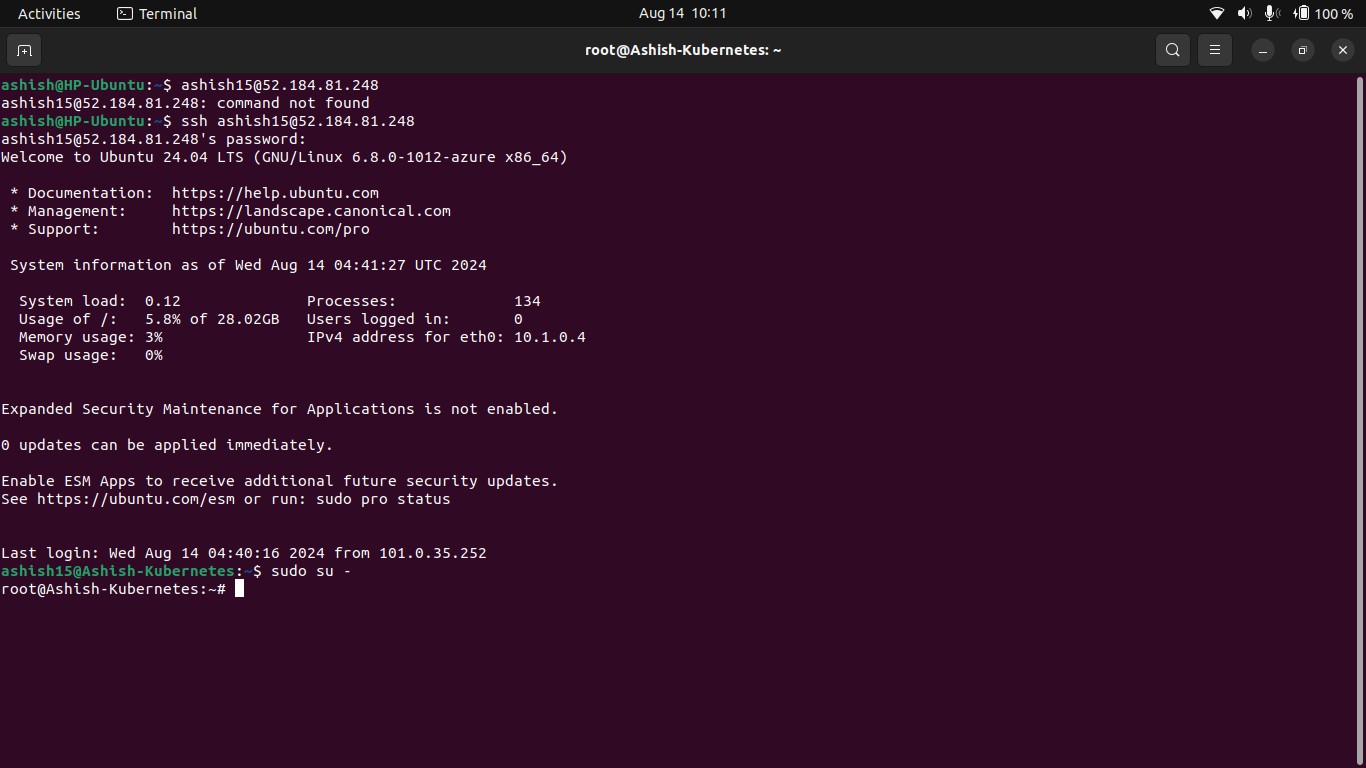 Activities Terminal Aug 14 10:11 100 %
root@Ashish-Kubernetes: ~
ashish@HP-Ubuntu:~$ ashish15@52.184.81.248
ashish15@52.184.81.248: command not found
ashish@HP-Ubuntu:~$ ssh ashish15@52.184.81.248
ashish15@52.184.81.248's password:
Welcome to Ubuntu 24.04 LTS (GNU/Linux 6.8.0-1012-azure x86_64)
* Documentation: https://help.ubuntu.com
* Management: https://landscape.canonical.com
* Support: https://ubuntu.com/pro
System information as of Wed Aug 14 04:41:27 UTC 2024
System load: 0.12 Processes: 134
Usage of /: 5.8% of 28.02GB Users logged in: 0
Memory usage: 3% IPv4 address for eth0: 10.1.0.4
Swap usage: 0%
Expanded Security Maintenance for Applications is not enabled.
0 updates can be applied immediately.
Enable ESM Apps to receive additional future security updates.
See https://ubuntu.com/esm or run: sudo pro status
Last login: Wed Aug 14 04:40:16 2024 from 101.0.35.252
ashish15@Ashish-Kubernetes:~$ sudo su -
root@Ashish-Kubernetes:~#